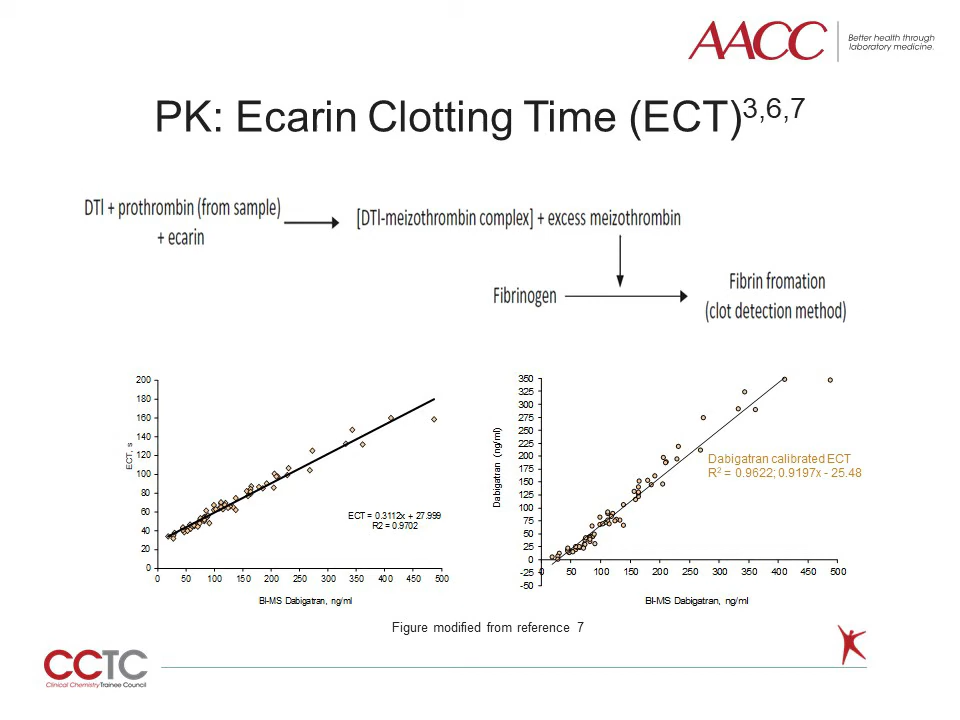 AACC
Better health through
laboratory medicine.
PK: Ecarin Clotting Time (ECT)3,6,7
DTI + prothrombin (from sample)
+ ecarin
[DTI-meizothrombin complex] + excess meizothrombin
Fibrinogen
Fibrin fromation
(clot detection method)
200
180
160
140
120
100
80
60
40
20
0
ECT, s
0 50 100 150 200 250 300 350 400 450 500
BI-MS Dabigatran, ng/ml
ECT = 0.3112x + 27.999
R2 = 0.9702
350
325
300
275
250
225
200
175
150
125
100
75
50
25
0
-25
-50
Dabigatran (ng/ml)
0 50 100 150 200 250 300 350 400 450 500
BI-MS Dabigatran, ng/ml
Dabigatran calibrated ECT
R2 = 0.9622; 0.9197x - 25.48
Figure modified from reference 7
CCTC
Clinical Chemistry Trainee Council